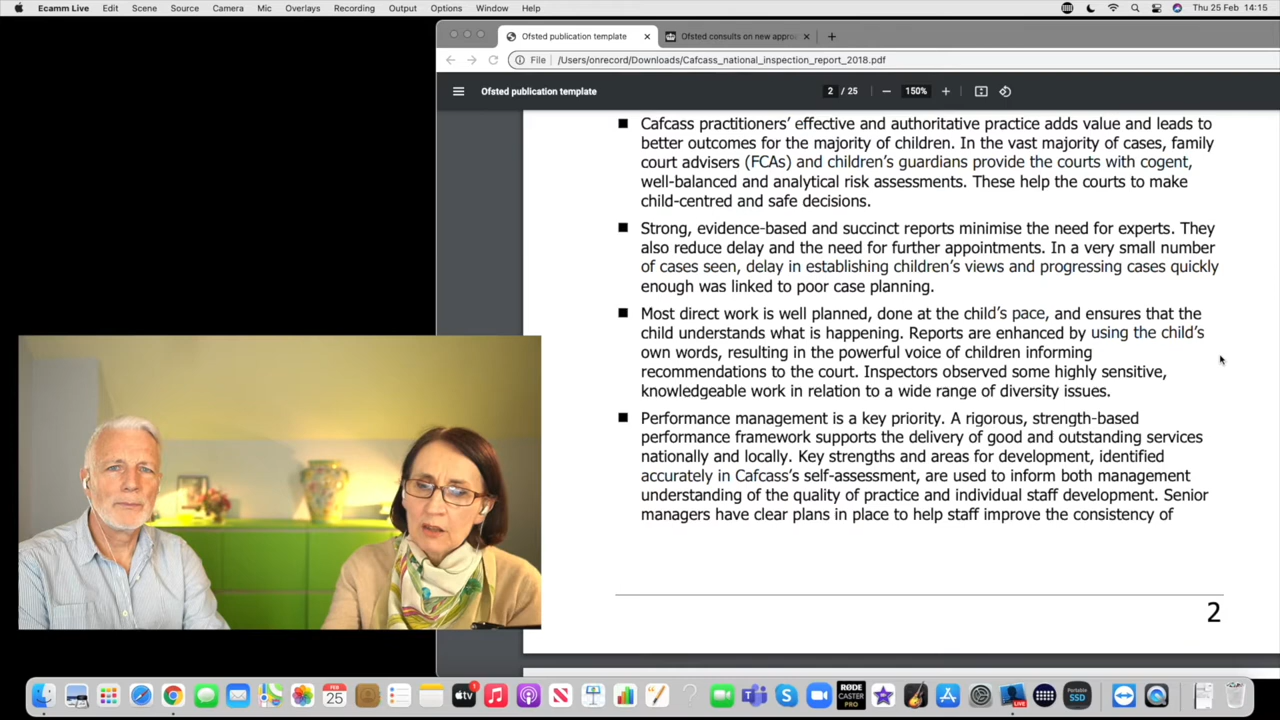 Ecamm Live Edit Scene Source Camera Mic Overlays Recording Output Options Window Help Thu 25 Feb 14:15
Ofsted publication template Ofsted consults on new approa
File /Users/onrecord/Downloads/Cafcass_national_inspection_report_2018.pdf
Ofsted publication template 2 / 25 150%
■ Cafcass practitioners’ effective and authoritative practice adds value and leads to
better outcomes for the majority of children. In the vast majority of cases, family
court advisers (FCAs) and children’s guardians provide the courts with cogent,
well-balanced and analytical risk assessments. These help the courts to make
child-centred and safe decisions.
■ Strong, evidence-based and succinct reports minimise the need for experts. They
also reduce delay and the need for further appointments. In a very small number
of cases seen, delay in establishing children’s views and progressing cases quickly
enough was linked to poor case planning.
■ Most direct work is well planned, done at the child’s pace, and ensures that the
child understands what is happening. Reports are enhanced by using the child’s
own words, resulting in the powerful voice of children informing
recommendations to the court. Inspectors observed some highly sensitive,
knowledgeable work in relation to a wide range of diversity issues.
■ Performance management is a key priority. A rigorous, strength-based
performance framework supports the delivery of good and outstanding services
nationally and locally. Key strengths and areas for development, identified
accurately in Cafcass’s self-assessment, are used to inform both management
understanding of the quality of practice and individual staff development. Senior
managers have clear plans in place to help staff improve the consistency of
2
FEB
25
tv
RØDE
CASTER
PRO
LIVE
Portable
SSD